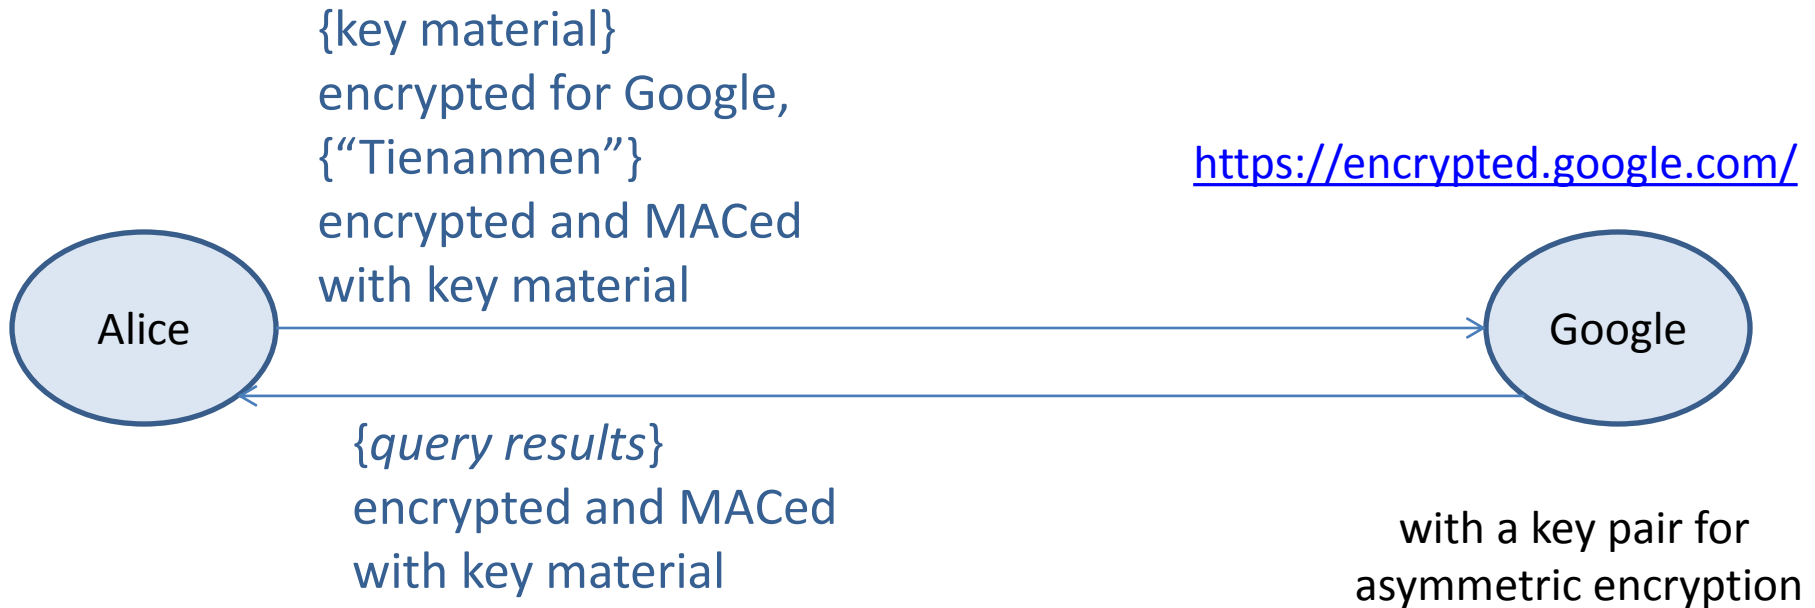 {key material}
encrypted for Google,
{“Tienanmen”}
encrypted and MACed
with key material
https://encrypted.google.com/
Alice
Google
{query results}
encrypted and MACed
with key material
with a key pair for
asymmetric encryption